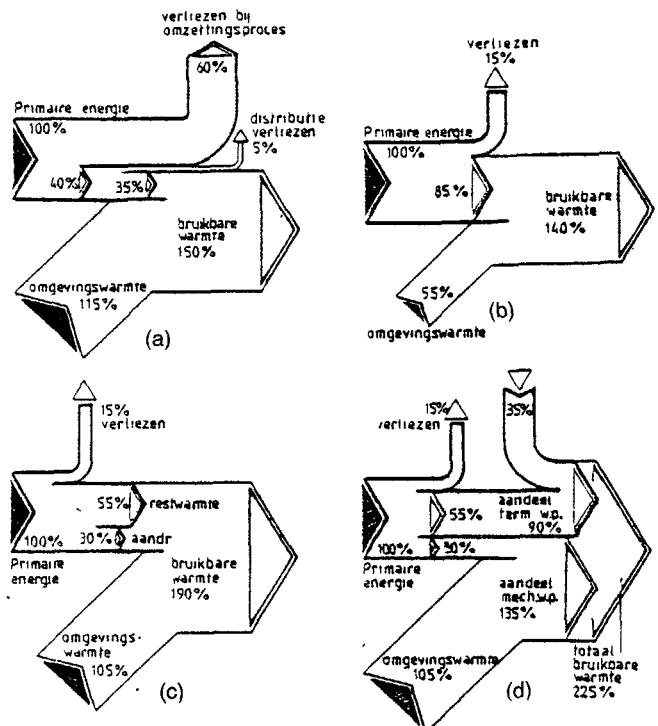 verliezen bij
omzettingsproces
60%
Primaire energie
100%
distributie
verliezen
5%
40%
35%
bruikbare
warmte
150%
omgevingswarmte
115%
(a)
verliezen
15%
Primaire energie
100%
85%
bruikbare
warmte
140%
55%
omgevingswarmte
(b)
15%
verliezen
55%
restwarmte
30%
aandr
100%
Primaire
energie
bruikbare
warmte
190%
omgevings-
warmte
105%
(c)
15%
verliezen
35%
55%
aandeel
term. w.p.
90%
100%
30%
Primaire
energie
aandeel
mech.w.p.
135%
omgevingswarmte
105%
totaal
bruikbare
warmte
225%
(d)